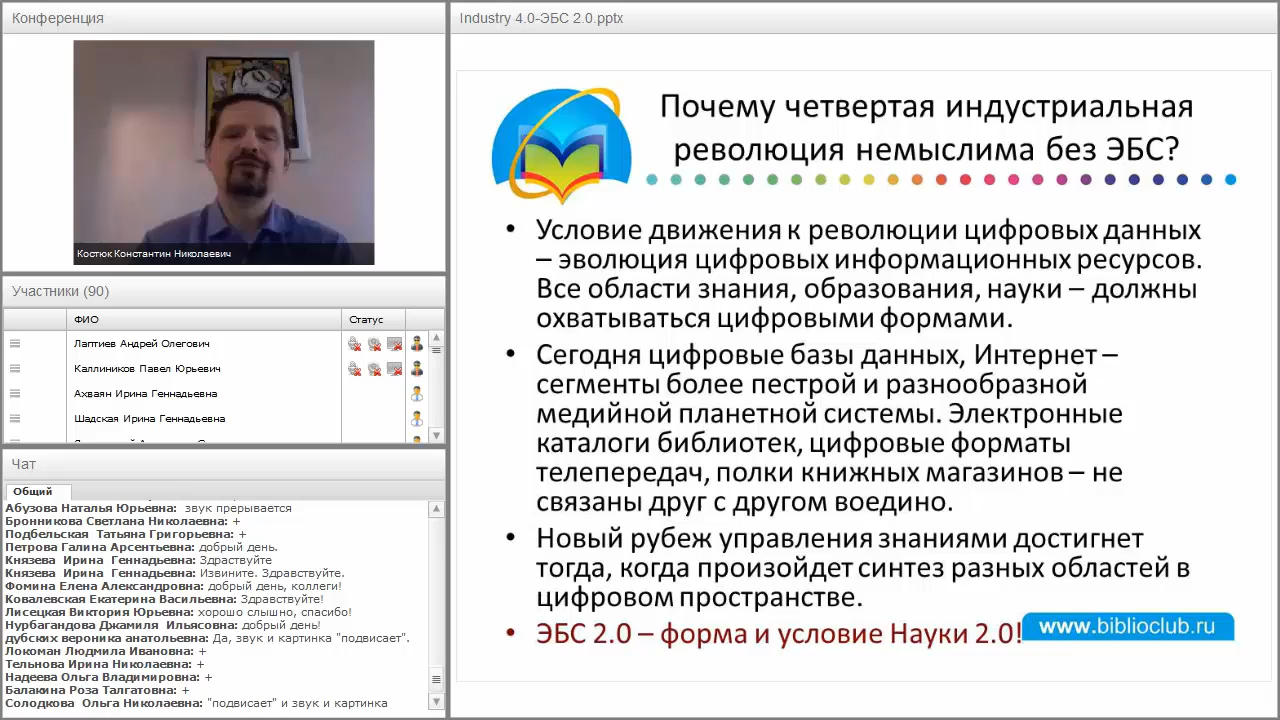 Конференция
Костюк Константин Николаевич
Участники (90)
ФИО
Статус
Лаптиев Андрей Олегович
Каллиников Павел Юрьевич
Ахваян Ирина Геннадьевна
Шадская Ирина Геннадьевна
Чат
Общий
Абузова Наталья Юрьевна: звук прерывается
Бронникова Светлана Николаевна: +
Подбельская Татьяна Григорьевна: +
Петрова Галина Арсентьевна: добрый день.
Князева Ирина Геннадьевна: Здраствуйте
Князева Ирина Геннадьевна: Извините. Здравствуйте.
Фомина Елена Александровна: добрый день, коллеги!
Ковалевская Екатерина Васильевна: Здравствуйте!
Лисецкая Виктория Юрьевна: хорошо слышно, спасибо!
Нурбагандова Джамиля Ильясовна: добрый день!
дубских вероника анатольевна: Да, звук и картинка "подвисает".
Локоман Людмила Ивановна: +
Тельнова Ирина Николаевна: +
Надеева Ольга Владимировна: +
Балакина Роза Талгатовна: +
Солодкова Ольга Николаевна: "подвисает" и звук и картинка
Industry 4.0-ЭБС 2.0.pptx
Почему четвертая индустриальная
революция немыслима без ЭБС?
• Условие движения к революции цифровых данных
– эволюция цифровых информационных ресурсов.
Все области знания, образования, науки – должны
охватываться цифровыми формами.
• Сегодня цифровые базы данных, Интернет –
сегменты более пестрой и разнообразной
медийной планетной системы. Электронные
каталоги библиотек, цифровые форматы
телепередач, полки книжных магазинов – не
связаны друг с другом воедино.
• Новый рубеж управления знаниями достигнет
тогда, когда произойдет синтез разных областей в
цифровом пространстве.
• ЭБС 2.0 – форма и условие Науки 2.0!
www.biblioclub.ru